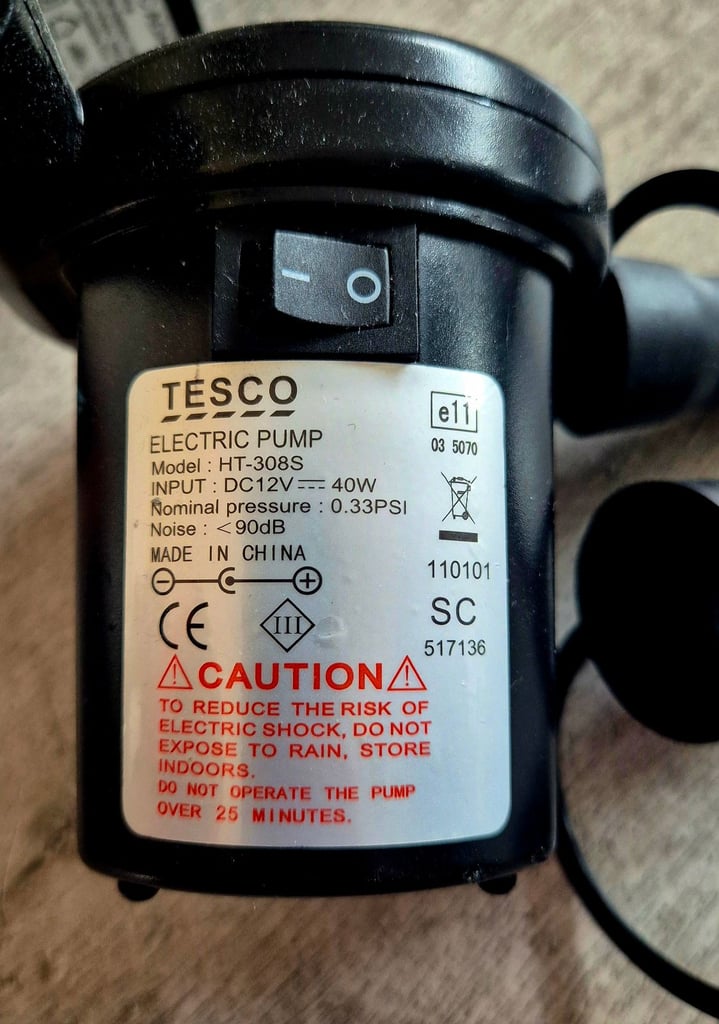 TESCO
ELECTRIC PUMP
Model : HT-308S
INPUT : DC12V 40W
Nominal pressure : 0.33PSI
Noise : <90dB
MADE IN CHINA
CE
III
e11
03 5070
110101
SC
517136
CAUTION
TO REDUCE THE RISK OF
ELECTRIC SHOCK, DO NOT
EXPOSE TO RAIN, STORE
INDOORS.
DO NOT OPERATE THE PUMP
OVER 25 MINUTES.